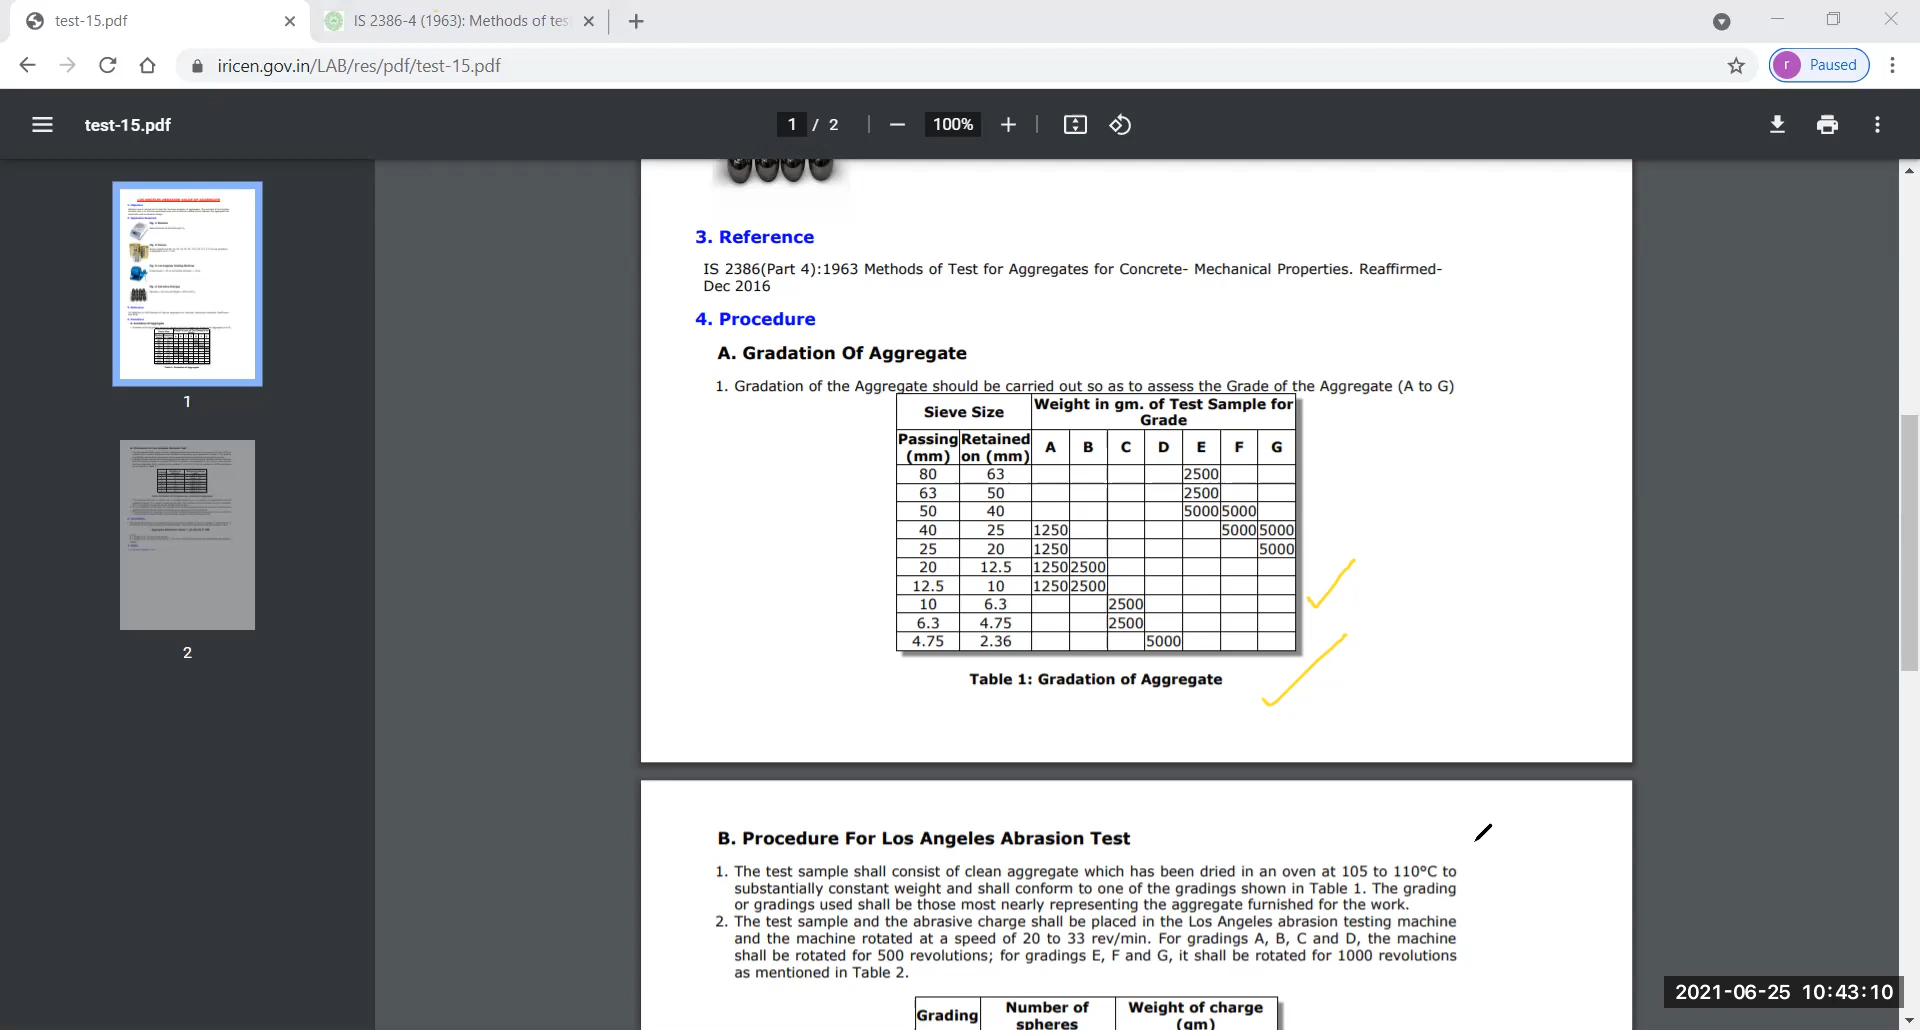 test-15.pdf
IS 2386-4 (1963): Methods of tes
iricen.gov.in/LAB/res/pdf/test-15.pdf
r Paused
test-15.pdf
1 / 2
100%
3. Reference
IS 2386(Part 4):1963 Methods of Test for Aggregates for Concrete- Mechanical Properties. Reaffirmed-
Dec 2016
4. Procedure
A. Gradation Of Aggregate
1. Gradation of the Aggregate should be carried out so as to assess the Grade of the Aggregate (A to G)
Sieve Size Weight in gm. of Test Sample for
Grade
Passing (mm) Retained on (mm) A B C D E F G
80 63 2500
63 50 2500
50 40 5000 5000
40 25 1250 5000 5000
25 20 1250 5000
20 12.5 1250 2500
12.5 10 1250 2500
10 6.3 2500
6.3 4.75 2500
4.75 2.36 5000
Table 1: Gradation of Aggregate
1
2
B. Procedure For Los Angeles Abrasion Test
1. The test sample shall consist of clean aggregate which has been dried in an oven at 105 to 110°C to
substantially constant weight and shall conform to one of the gradings shown in Table 1. The grading
or gradings used shall be those most nearly representing the aggregate furnished for the work.
2. The test sample and the abrasive charge shall be placed in the Los Angeles abrasion testing machine
and the machine rotated at a speed of 20 to 33 rev/min. For gradings A, B, C and D, the machine
shall be rotated for 500 revolutions; for gradings E, F and G, it shall be rotated for 1000 revolutions
as mentioned in Table 2.
Grading Number of spheres Weight of charge (gm)
2021-06-25 10:43:10